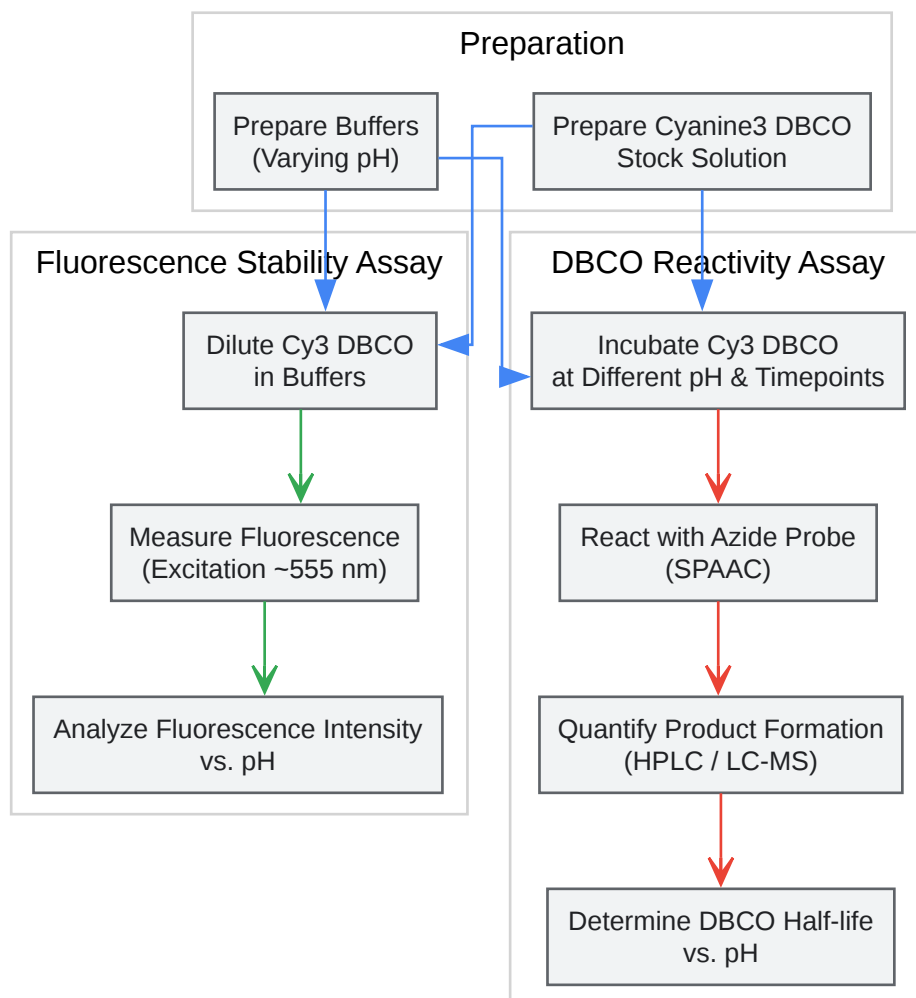 Preparation
Prepare Buffers
(Varying pH)
Prepare Cyanine3 DBCO
Stock Solution
Fluorescence Stability Assay
Dilute Cy3 DBCO
in Buffers
Measure Fluorescence
(Excitation ~555 nm)
Analyze Fluorescence Intensity
vs. pH
DBCO Reactivity Assay
Incubate Cy3 DBCO
at Different pH & Timepoints
React with Azide Probe
(SPAAC)
Quantify Product Formation
(HPLC / LC-MS)
Determine DBCO Half-life
vs. pH